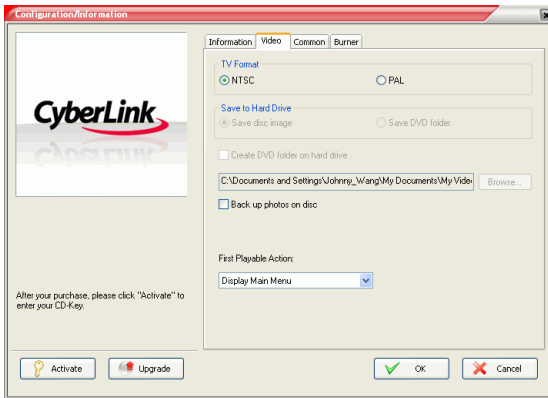 Configuration/Information
CyberLink
After your purchase, please click "Activate" to
enter your CD-Key.
Activate
Upgrade
Information Video Common Burner
TV Format
NTSC PAL
Save to Hard Drive
Save disc image Save DVD folder
Create DVD folder on hard drive
C:\Documents and Settings\Johnny_Wang\My Documents\My Vide Browse...
Back up photos on disc
First Playable Action:
Display Main Menu
OK Cancel